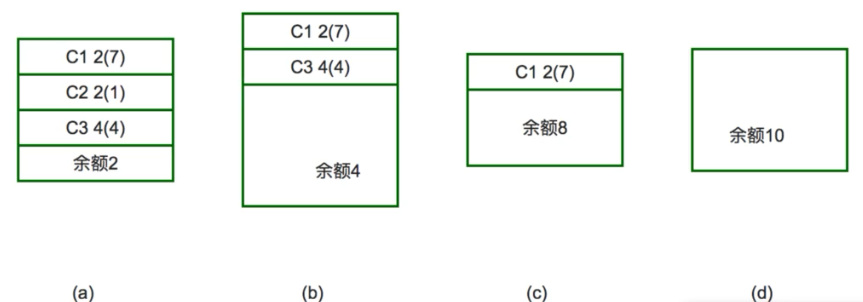 C1 2(7)
C2 2(1)
C3 4(4)
余额2
(a)
C1 2(7)
C3 4(4)
余额4
(b)
C1 2(7)
余额8
(c)
余额10
(d)